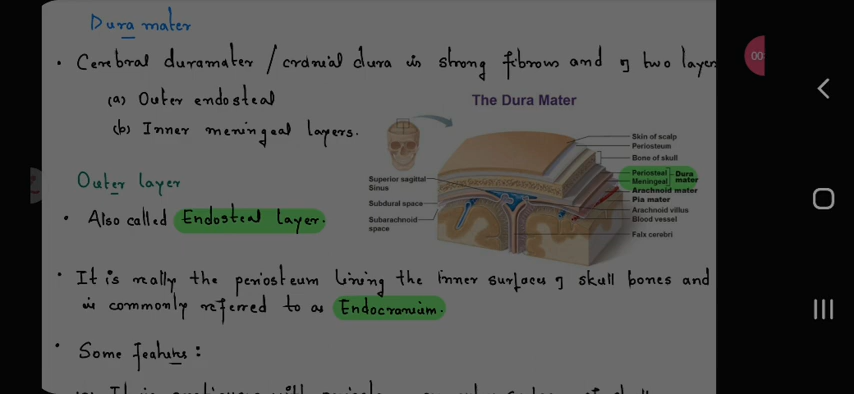 Dura mater
• Cerebral duramater / cranial dura is strong fibrous and of two layers
(a) Outer endosteal
(b) Inner meningeal layers.
The Dura Mater
Skin of scalp
Periosteum
Bone of skull
Periosteal
Meningeal
Dura mater
Arachnoid mater
Pia mater
Arachnoid villus
Blood vessel
Falx cerebri
Superior sagittal
Sinus
Subdural space
Subarachnoid
space
Outer layer
• Also called Endosteal layer.
• It is really the periosteum lining the inner surfaces of skull bones and
is commonly referred to as Endocranium.
• Some features :
00: